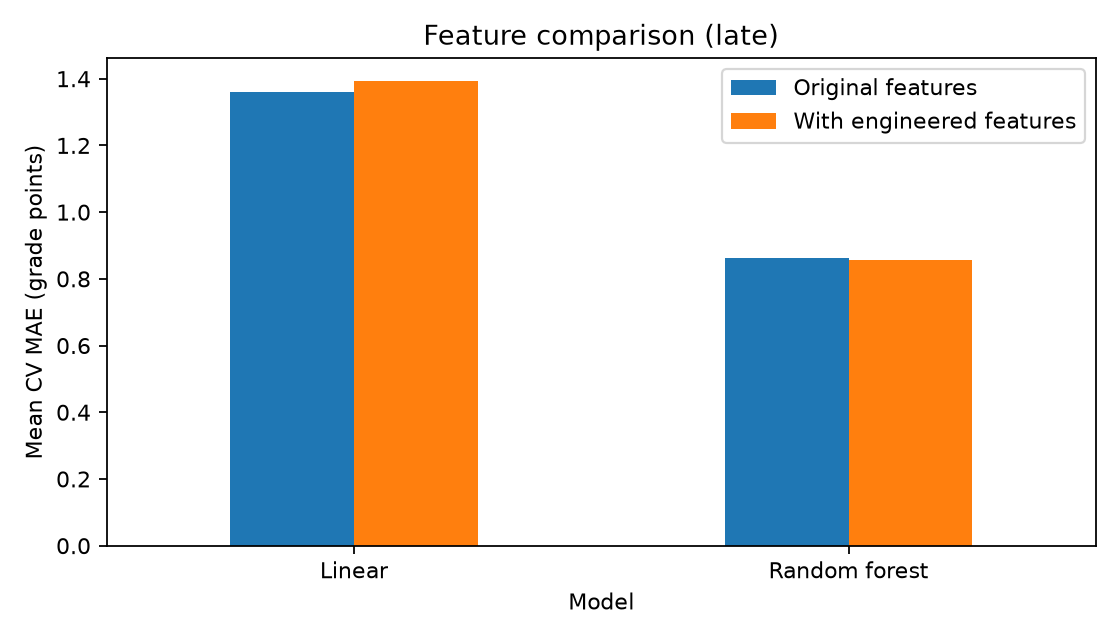 Feature comparison (late)
Original features
With engineered features
Mean CV MAE (grade points)
1.4
1.2
1.0
0.8
0.6
0.4
0.2
0.0
Linear
Random forest
Model